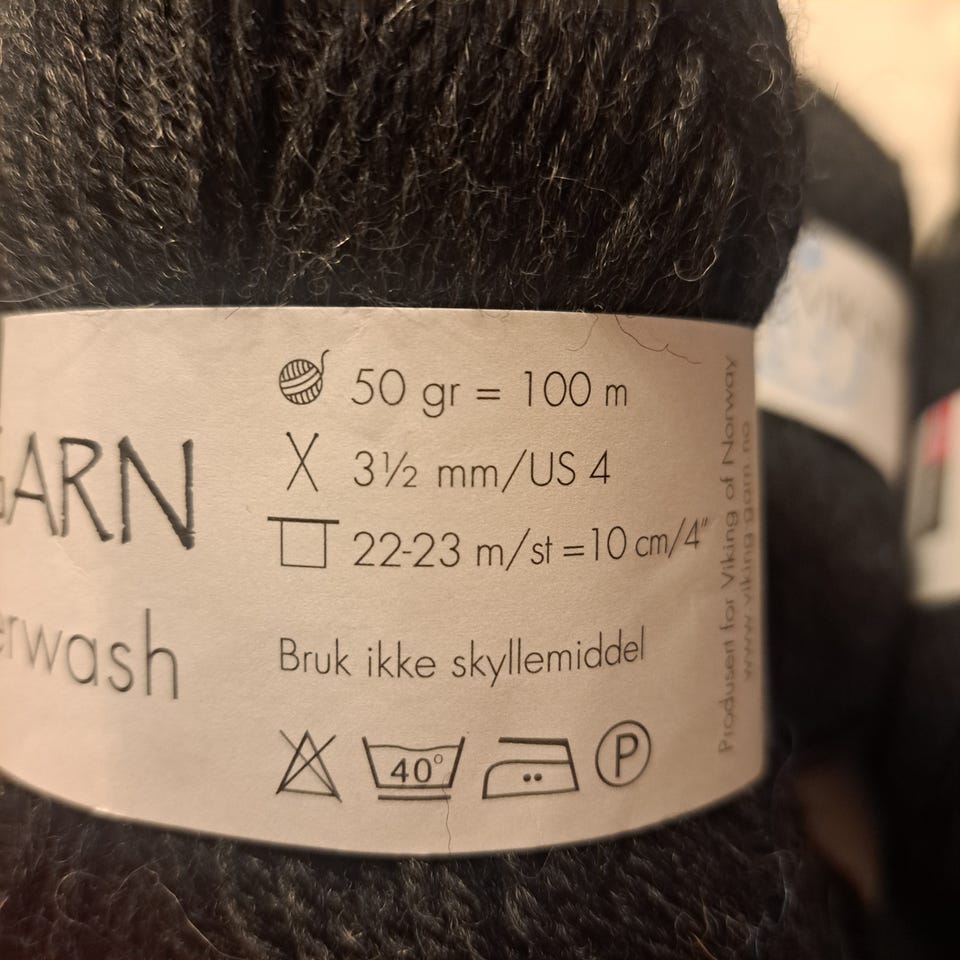 GARN
50 gr = 100 m
3½ mm/US 4
22-23 m/st =10 cm/4"
erwash
Bruk ikke skyllemiddel
40°
P
Produsert for Viking of Norway
www.viking-garn.no